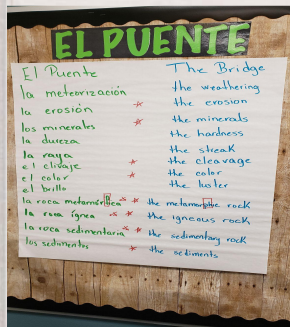 EL PUENTE
El Puente The Bridge
la meteorización the weathering
la erosión the erosion
los minerales the minerals
la dureza the hardness
la raya the streak
el clivaje the cleavage
el color the color
el brillo the luster
la roca metamórfica the metamorphic rock
la roca ígnea the igneous rock
la roca sedimentaria the sedimentary rock
los sedimentos the sediments